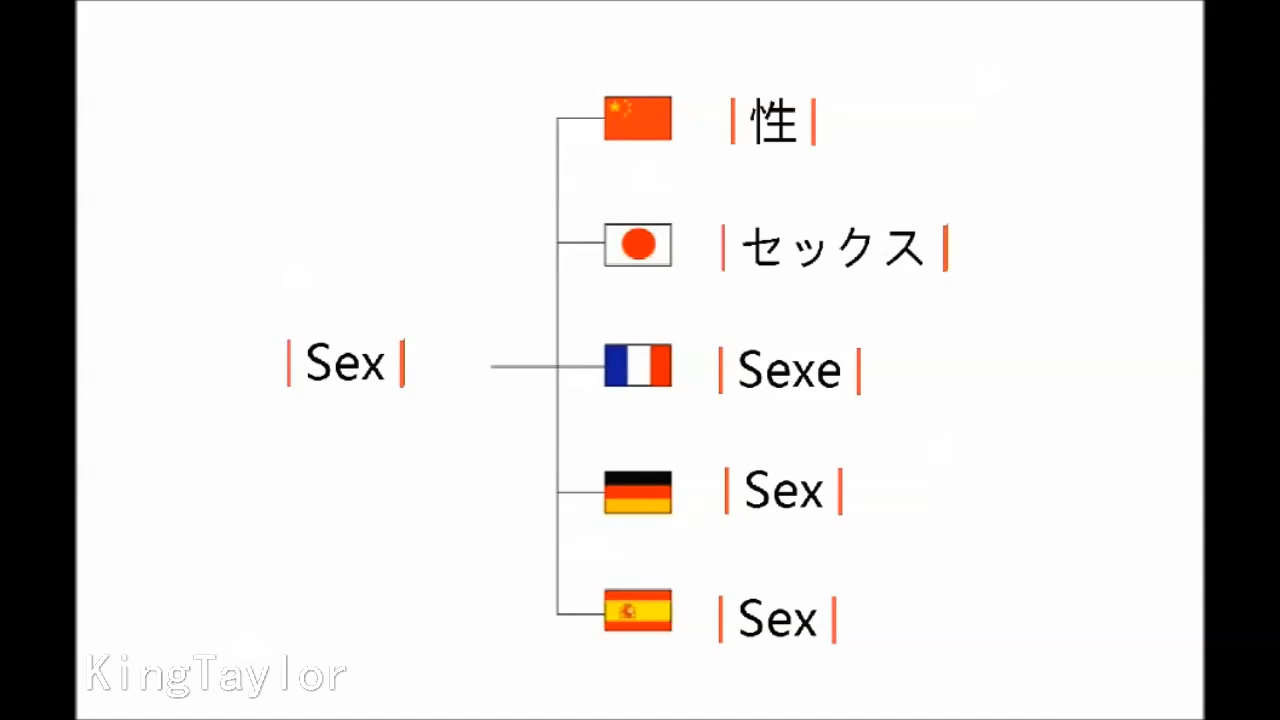 | Sex |
| 性 |
| セックス |
| Sexe |
| Sex |
| Sex |
KingTaylor